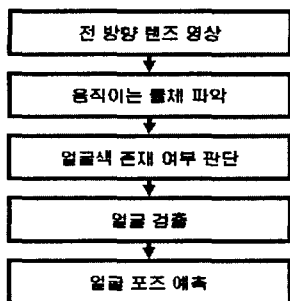 전 방향 렌즈 영상
움직이는 물체 파악
얼굴색 존재 여부 판단
얼굴 검출
얼굴 포즈 예측